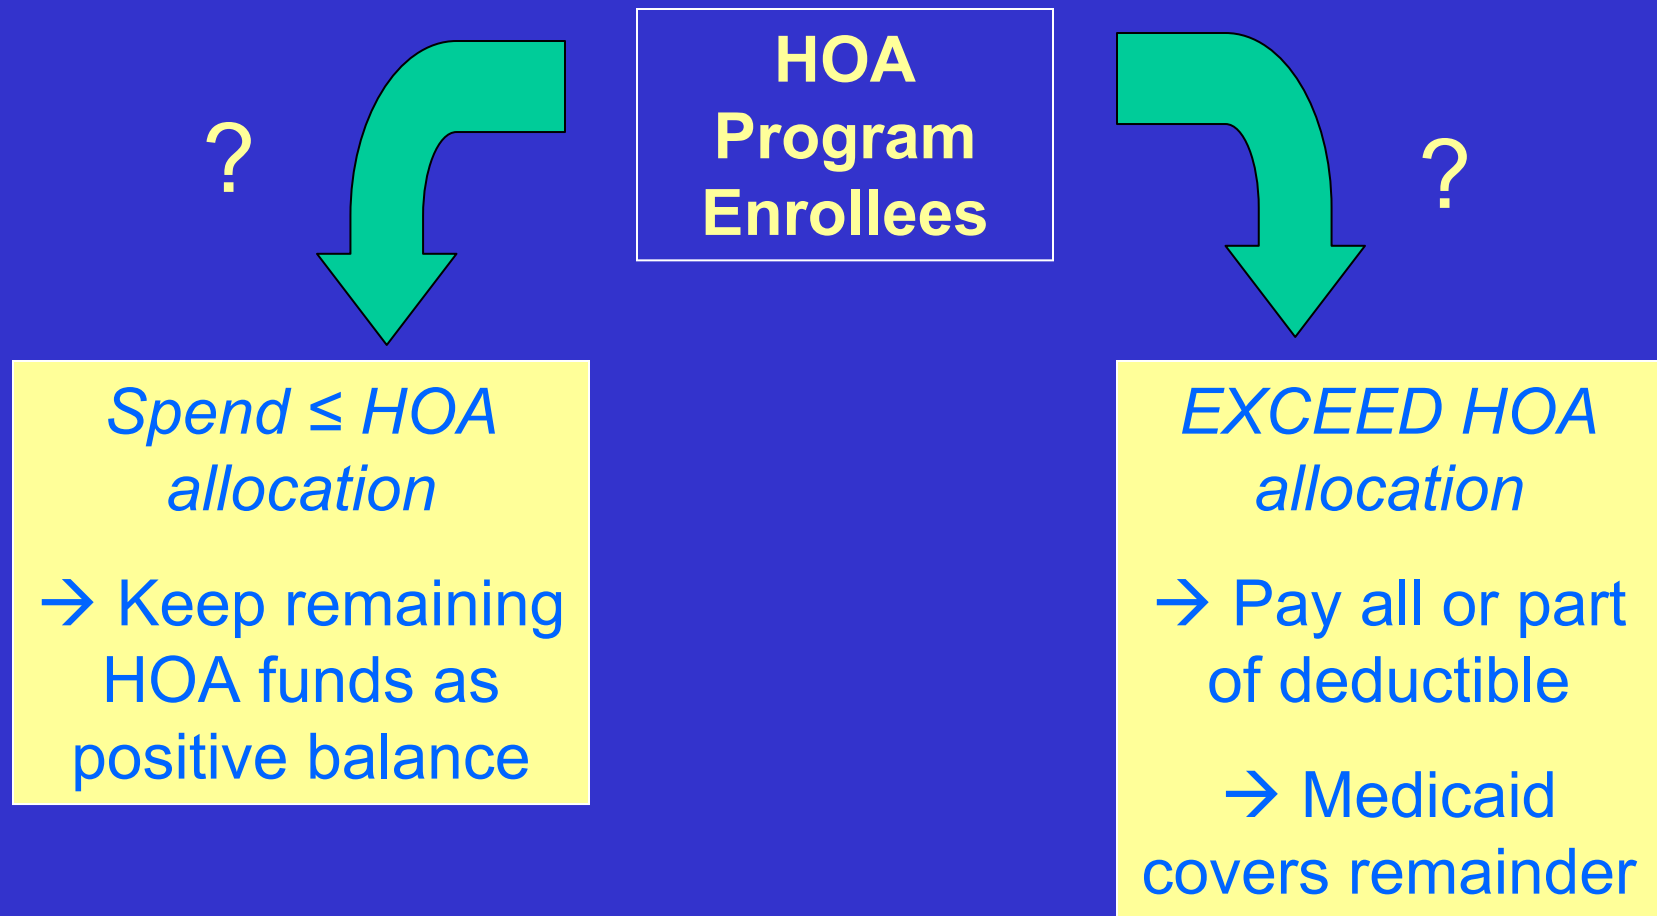 HOA
Program
Enrollees
?
?
Spend ≤ HOA
allocation
→ Keep remaining
HOA funds as
positive balance
EXCEED HOA
allocation
→ Pay all or part
of deductible
→ Medicaid
covers remainder